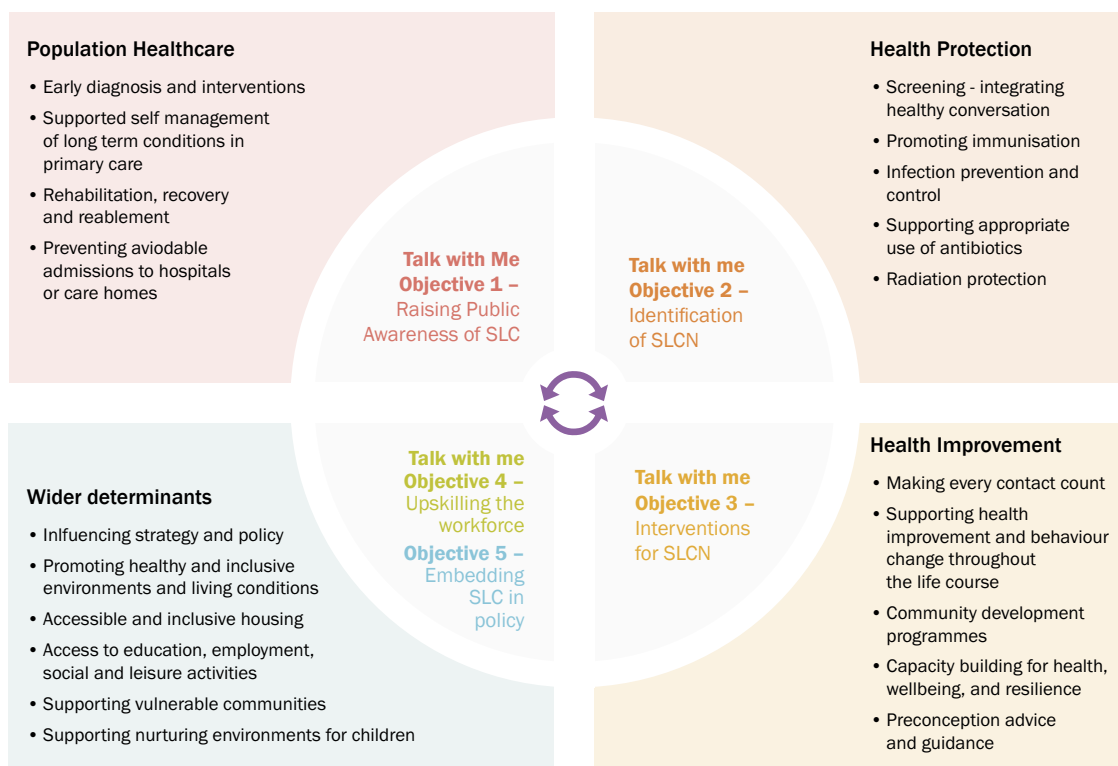 Population Healthcare
• Early diagnosis and interventions
• Supported self management
of long term conditions in
primary care
• Rehabilitation, recovery
and reablement
• Preventing aviodable
admissions to hospitals
or care homes
Health Protection
• Screening - integrating
healthy conversation
• Promoting immunisation
• Infection prevention and
control
• Supporting appropriate
use of antibiotics
• Radiation protection
Talk with Me
Objective 1 –
Raising Public
Awareness of SLC
Talk with me
Objective 2 –
Identification
of SLCN
Talk with me
Objective 4 –
Upskilling the
workforce
Objective 5 –
Embedding
SLC in
policy
Talk with me
Objective 3 –
Interventions
for SLCN
Wider determinants
• Inlfuencing strategy and policy
• Promoting healthy and inclusive
environments and living conditions
• Accessible and inclusive housing
• Access to education, employment,
social and leisure activities
• Supporting vulnerable communities
• Supporting nurturing environments for children
Health Improvement
• Making every contact count
• Supporting health
improvement and behaviour
change throughout
the life course
• Community development
programmes
• Capacity building for health,
wellbeing, and resilience
• Preconception advice
and guidance